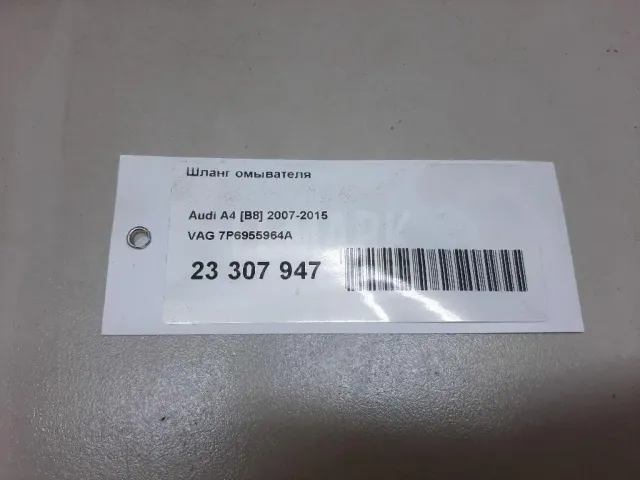 Шланг омывателя
Audi A4 [B8] 2007-2015
VAG 7P6955964A
23 307 947